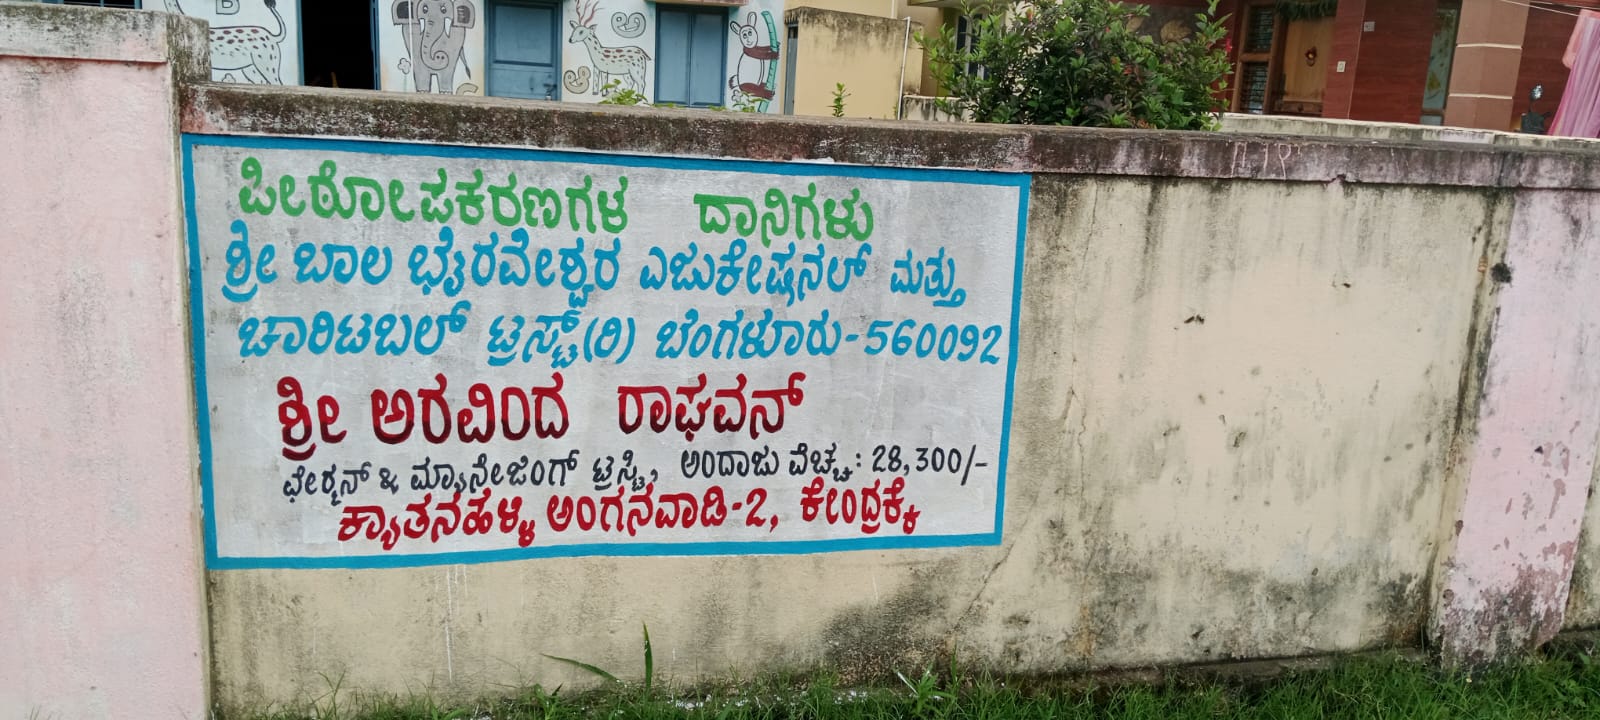 ಪೀಠೋಪಕರಣಗಳ ದಾನಿಗಳು
ಶ್ರೀ ಬಾಲ ಭೈರವೇಶ್ವರ ಎಜುಕೇಷ್ಯನಲ್ ಮತ್ತು
ಚಾರಿಟಬಲ್ ಟ್ರಸ್ಟ್(ರಿ) ಬೆಂಗಳೂರು-560092
ಶ್ರೀ ಅರವಿಂದ ರಾಘವನ್
ಛೇರ್‍ಮನ್ & ಮ್ಯಾನೇಜಿಂಗ್ ಟ್ರಸ್ಟಿ, ಅಂದಾಜು ವೆಚ್ಚ: 28,300/-
ಕ್ಯಾತನಹಳ್ಳಿ ಅಂಗನವಾಡಿ-2, ಕೇಂದ್ರಕ್ಕೆ